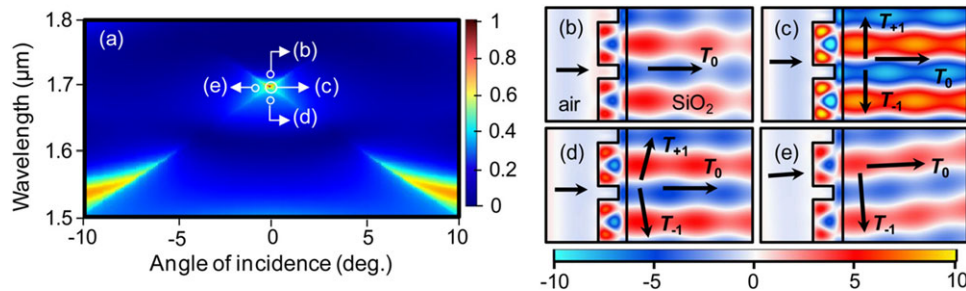 (a)
Wavelength (μm)
1.8
1.7
1.6
1.5
-10
-5
0
5
10
Angle of incidence (deg.)
(b)
(e)
(c)
(d)
1
0.8
0.6
0.4
0.2
0
(b)
T0
air
SiO2
(c)
T+1
T0
T-1
(d)
T+1
T0
T-1
(e)
T0
T-1
-10
-5
0
5
10